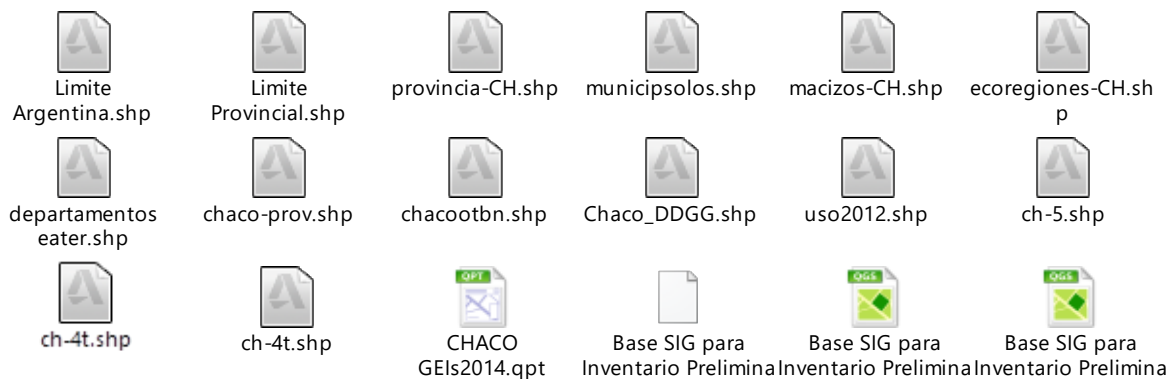 Limite
Argentina.shp
Limite
Provincial.shp
provincia-CH.shp
municipsolos.shp
macizos-CH.shp
ecoregiones-CH.sh
p
departamentos
eater.shp
chaco-prov.shp
chacootbn.shp
Chaco_DDGG.shp
uso2012.shp
ch-5.shp
ch-4t.shp
ch-4t.shp
QPT
CHACO
GEIs2014.qpt
Base SIG para
Inventario Prelimina
QGS
Base SIG para
Inventario Prelimina
QGS
Base SIG para
Inventario Prelimina